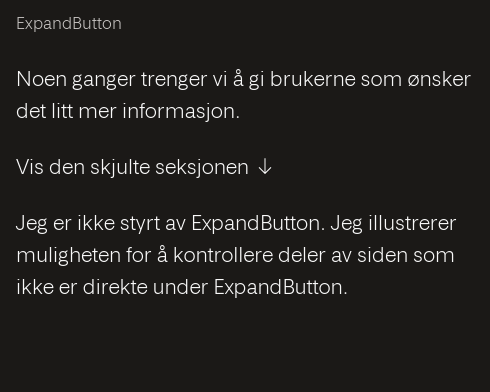 ExpandButton
Noen ganger trenger vi å gi brukerne som ønsker
det litt mer informasjon.
Vis den skjulte seksjonen ↓
Jeg er ikke styrt av ExpandButton. Jeg illustrerer
muligheten for å kontrollere deler av siden som
ikke er direkte under ExpandButton.